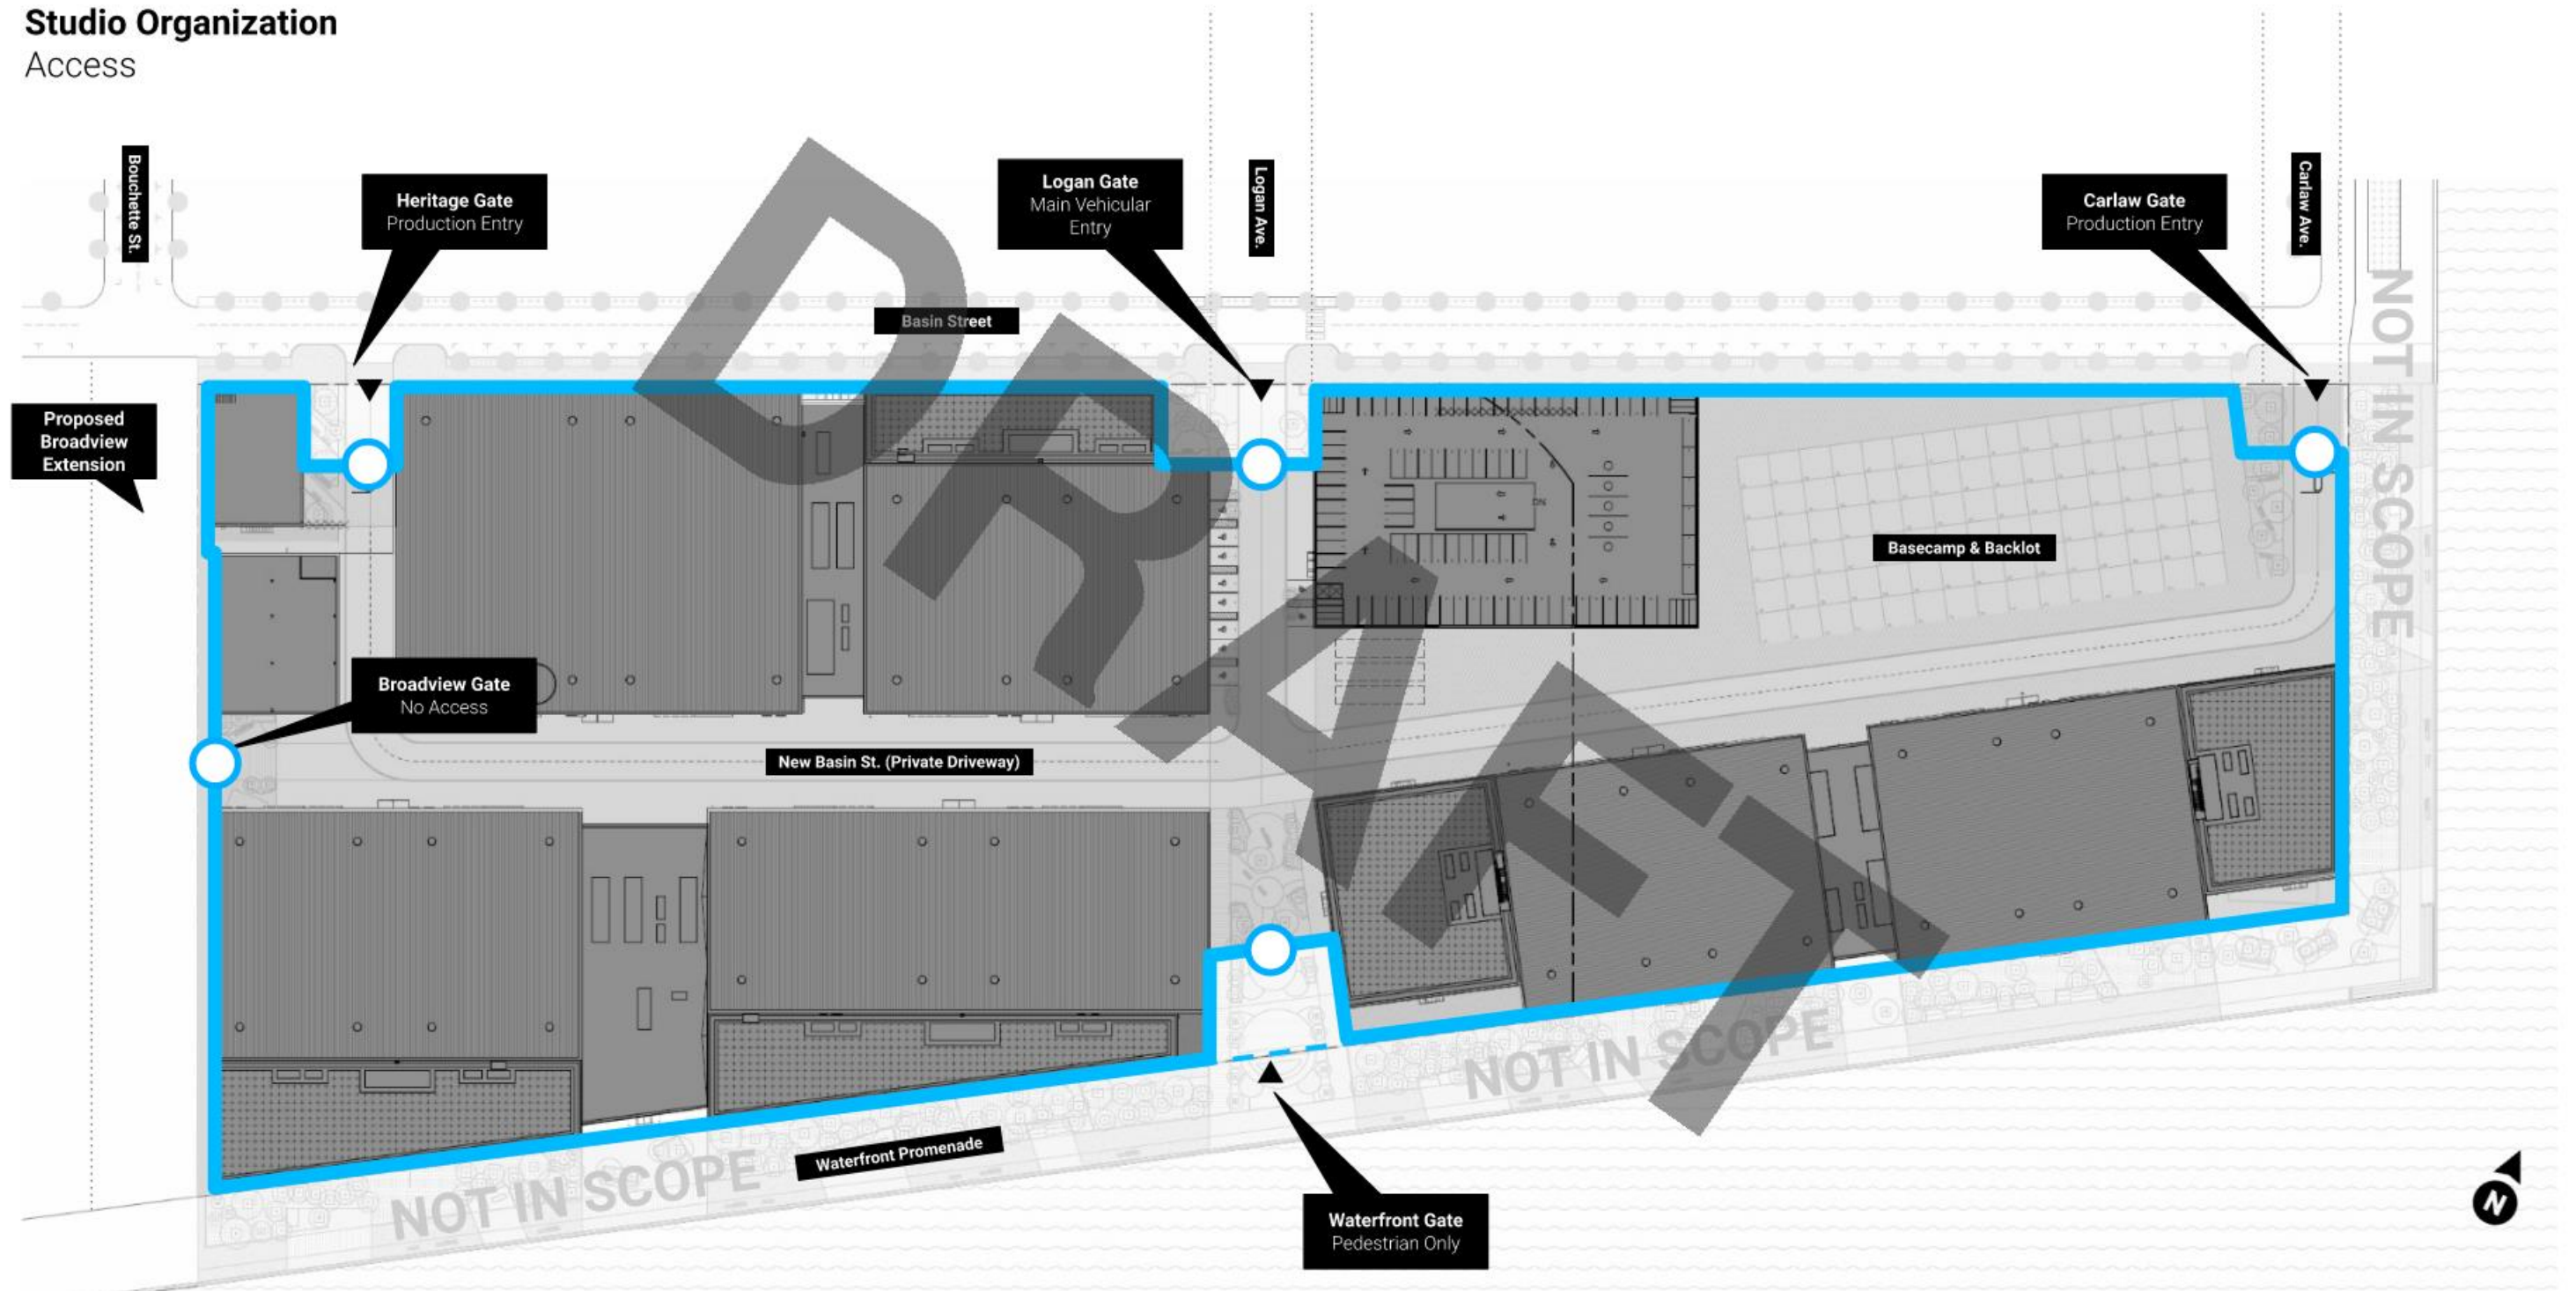 Studio Organization
Access
Bouchette St.
Heritage Gate
Production Entry
Logan Gate
Main Vehicular
Entry
Logan Ave.
Carlaw Gate
Production Entry
Carlaw Ave.
Basin Street
Proposed
Broadview
Extension
NOT IN SCOPE
Basecamp & Backlot
DRAFT
Broadview Gate
No Access
New Basin St. (Private Driveway)
NOT IN SCOPE
Waterfront Promenade
NOT IN SCOPE
Waterfront Gate
Pedestrian Only
N